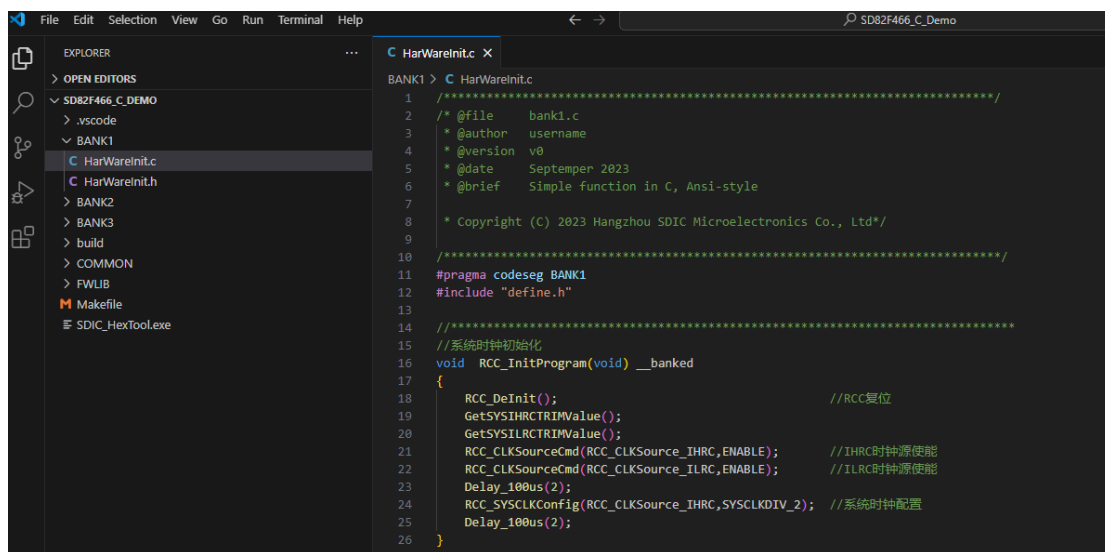 File Edit Selection View Go Run Terminal Help ← → SD82F466_C_Demo
EXPLORER ...
OPEN EDITORS
SD82F466_C_DEMO
.vscode
BANK1
C HarWareInit.c
C HarWareInit.h
BANK2
BANK3
build
COMMON
FWLIB
M Makefile
SDIC_HexTool.exe
C HarWareInit.c ×
BANK1 > C HarWareInit.c
1 /*****************************************************************************/
2 /* @file bank1.c
3 * @author username
4 * @version v0
5 * @date Septemper 2023
6 * @brief Simple function in C, Ansi-style
7
8 * Copyright (C) 2023 Hangzhou SDIC Microelectronics Co., Ltd*/
9
10 /******************************************************************************/
11 #pragma codeseg BANK1
12 #include "define.h"
13
14 //*******************************************************************************
15 //系统时钟初始化
16 void RCC_InitProgram(void) __banked
17 {
18 RCC_DeInit(); //RCC复位
19 GetSYSIHRCTRIMValue();
20 GetSYSILRCTRIMValue();
21 RCC_CLKSourceCmd(RCC_CLKSource_IHRC,ENABLE); //IHRC时钟源使能
22 RCC_CLKSourceCmd(RCC_CLKSource_ILRC,ENABLE); //ILRC时钟源使能
23 Delay_100us(2);
24 RCC_SYSCLKConfig(RCC_CLKSource_IHRC,SYSCLKDIV_2); //系统时钟配置
25 Delay_100us(2);
26 }